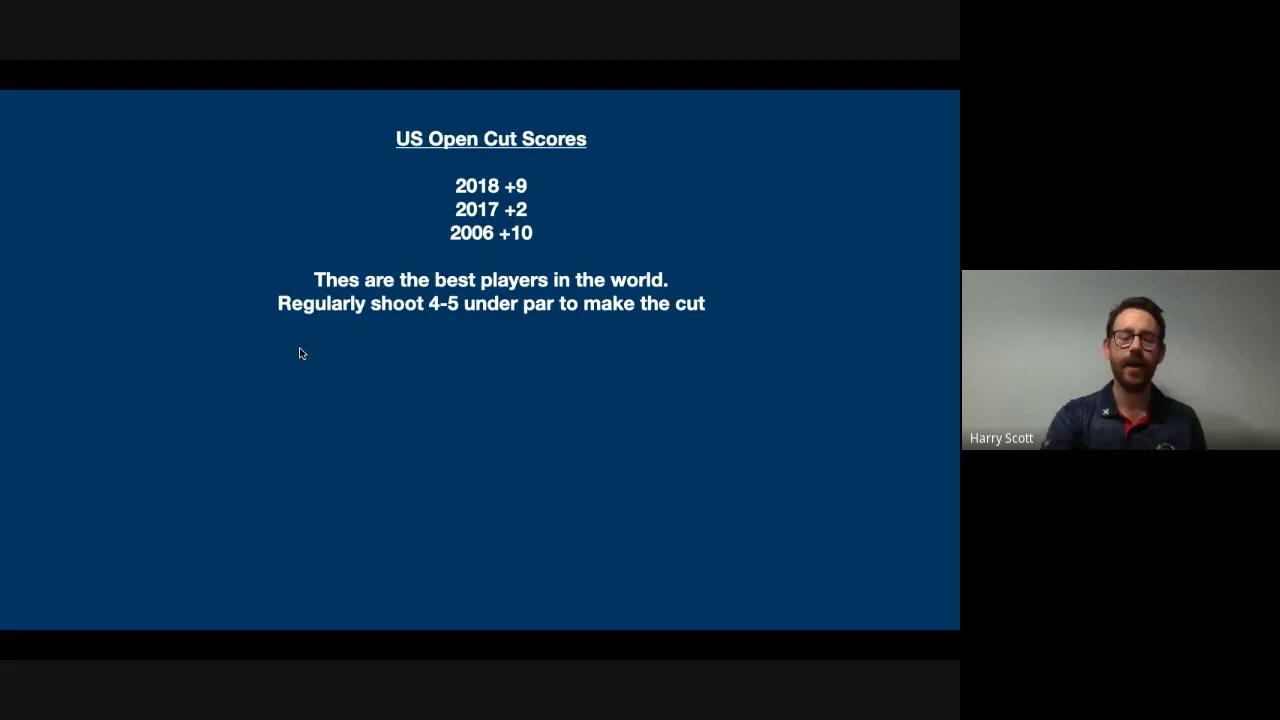 US Open Cut Scores
2018 +9
2017 +2
2006 +10
Thes are the best players in the world.
Regularly shoot 4-5 under par to make the cut
Harry Scott